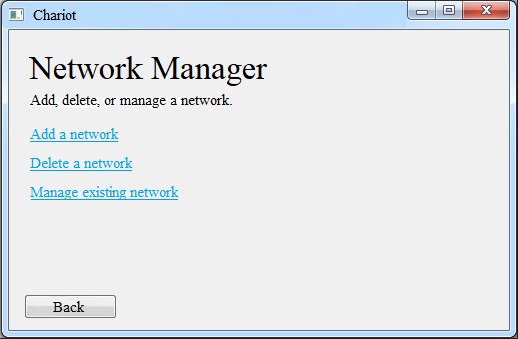 Chariot
Network Manager
Add, delete, or manage a network.
Add a network
Delete a network
Manage existing network
Back